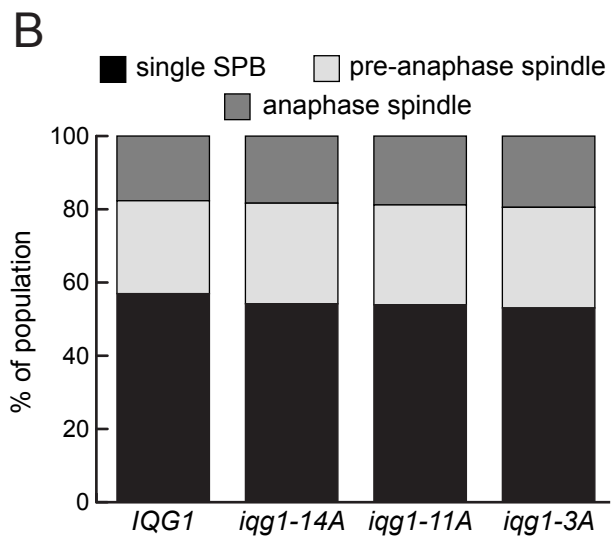 B
single SPB pre-anaphase spindle
anaphase spindle
% of population
100
80
60
40
20
0
IQG1 iqg1-14A iqg1-11A iqg1-3A